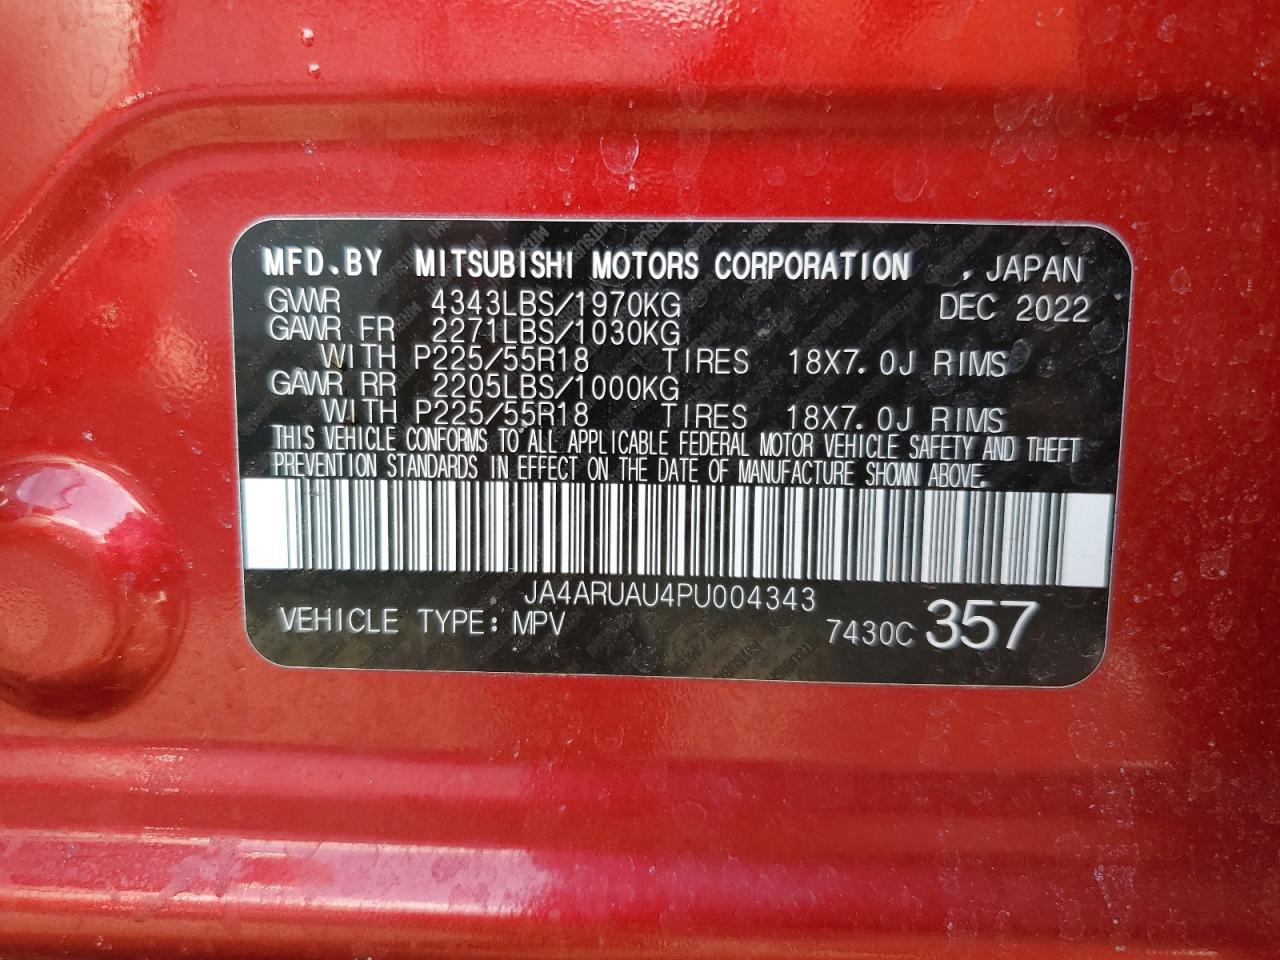 MFD.BY MITSUBISHI MOTORS CORPORATION , JAPAN
GVWR 4343LBS/1970KG DEC 2022
GAWR FR 2271LBS/1030KG
WITH P225/55R18 TIRES 18X7.0J RIMS
GAWR RR 2205LBS/1000KG
WITH P225/55R18 TIRES 18X7.0J RIMS
THIS VEHICLE CONFORMS TO ALL APPLICABLE FEDERAL MOTOR VEHICLE SAFETY AND THEFT
PREVENTION STANDARDS IN EFFECT ON THE DATE OF MANUFACTURE SHOWN ABOVE.
JA4ARUAU4PU004343
VEHICLE TYPE: MPV 7430C 357